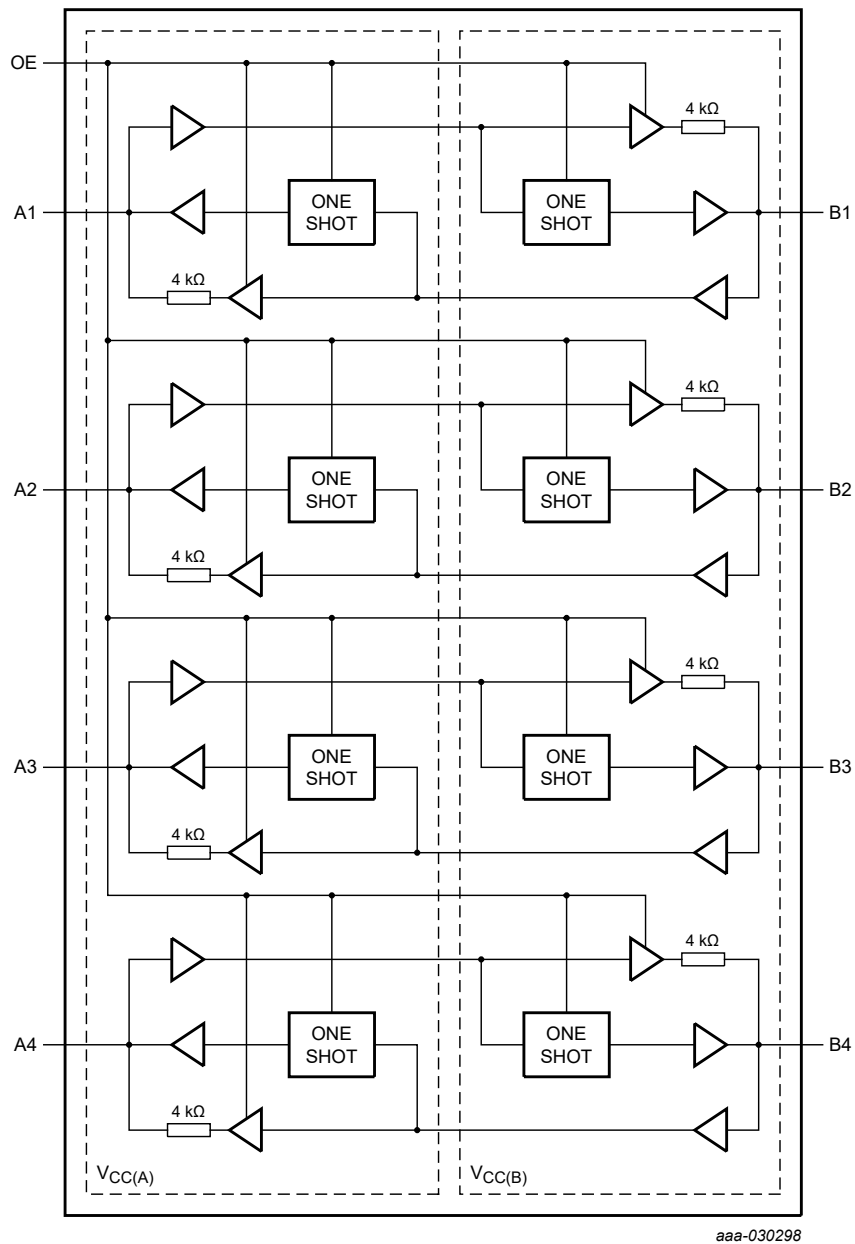 OE
4 kΩ
ONE
SHOT
ONE
SHOT
A1
B1
4 kΩ
4 kΩ
ONE
SHOT
ONE
SHOT
A2
B2
4 kΩ
4 kΩ
ONE
SHOT
ONE
SHOT
A3
B3
4 kΩ
4 kΩ
ONE
SHOT
ONE
SHOT
A4
B4
4 kΩ
VCC(A)
VCC(B)
aaa-030298